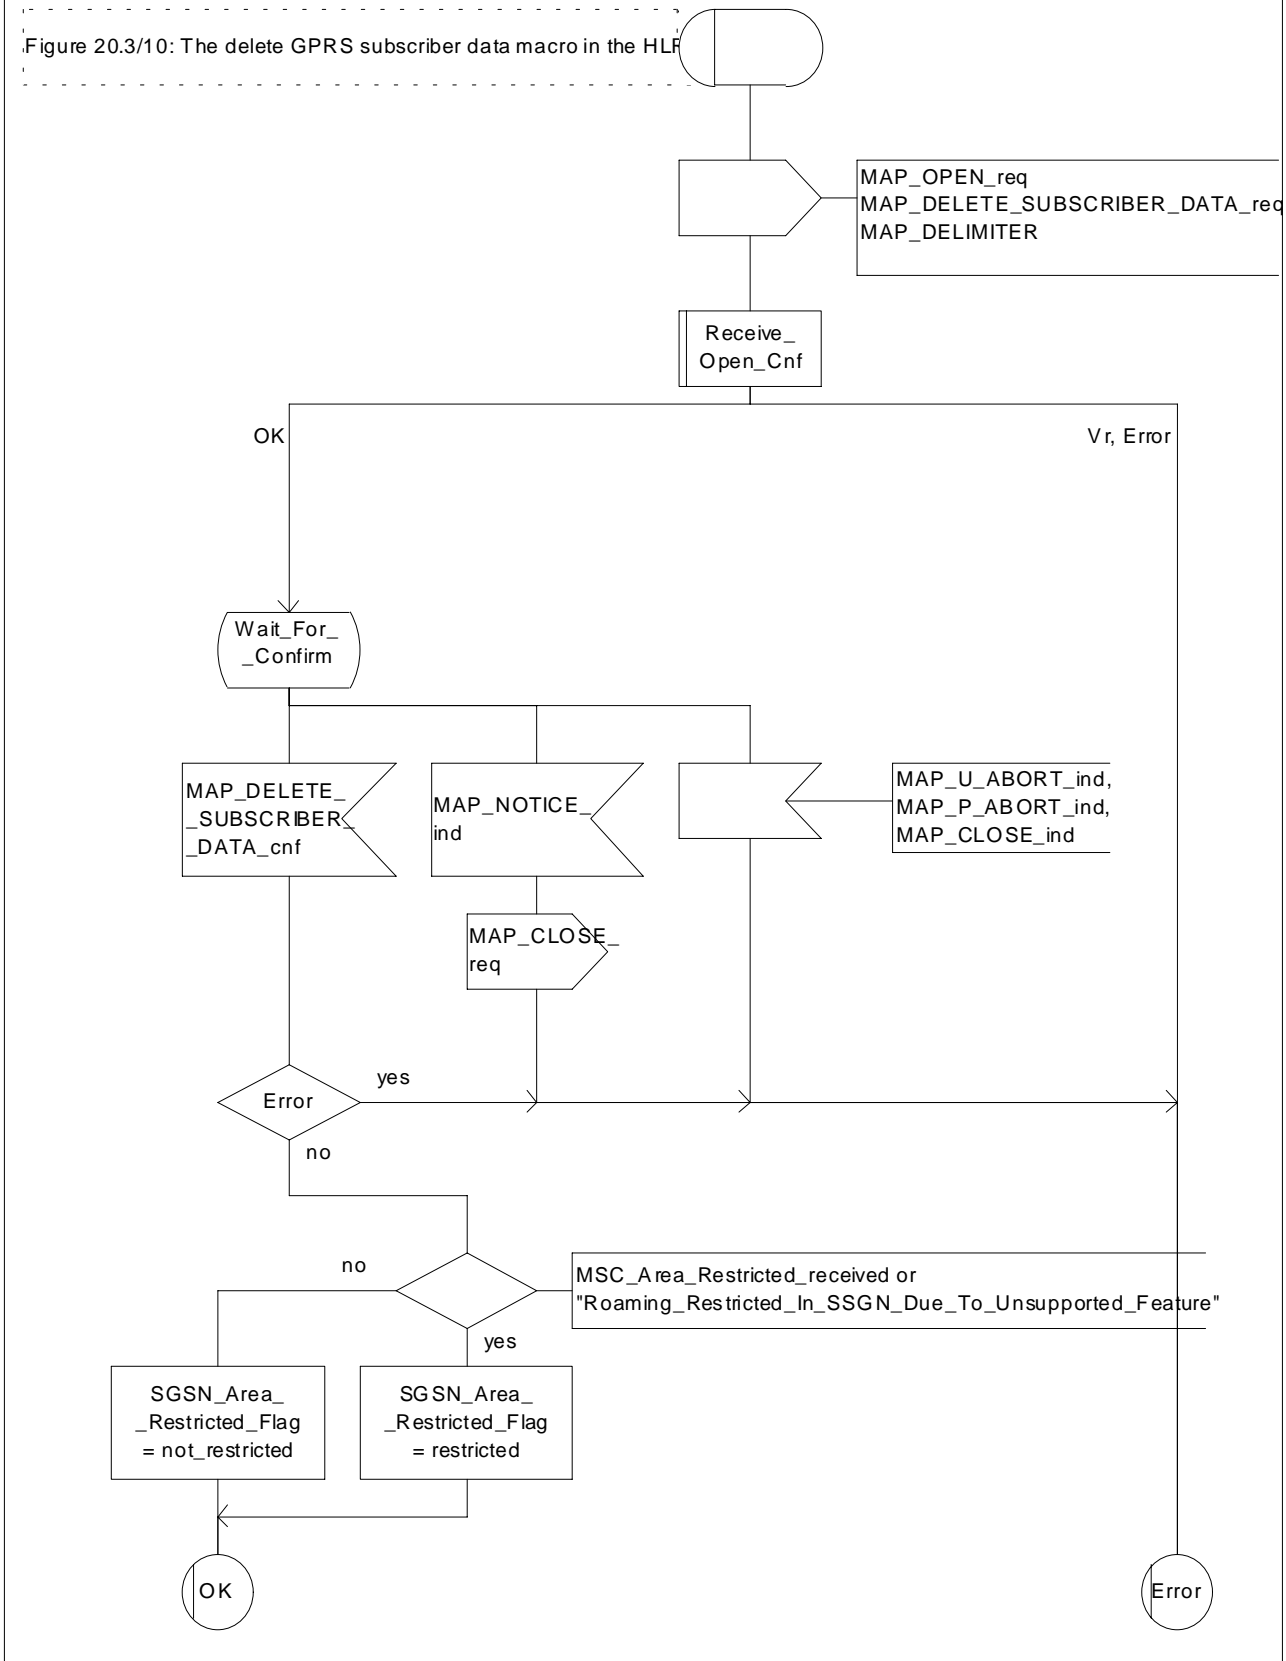 Figure 20.3/10: The delete GPRS subscriber data macro in the HLR
MAP_OPEN_req
MAP_DELETE_SUBSCRIBER_DATA_req
MAP_DELIMITER
Receive_
Open_Cnf
OK
Vr, Error
Wait_For_
_Confirm
MAP_DELETE_
_SUBSCRIBER_
_DATA_cnf
MAP_NOTICE_
ind
MAP_U_ABORT_ind,
MAP_P_ABORT_ind,
MAP_CLOSE_ind
MAP_CLOSE_
req
Error
yes
no
no
yes
MSC_Area_Restricted_received or
"Roaming_Restricted_In_SSGN_Due_To_Unsupported_Feature"
SGSN_Area_
_Restricted_Flag
= not_restricted
SGSN_Area_
_Restricted_Flag
= restricted
OK
Error